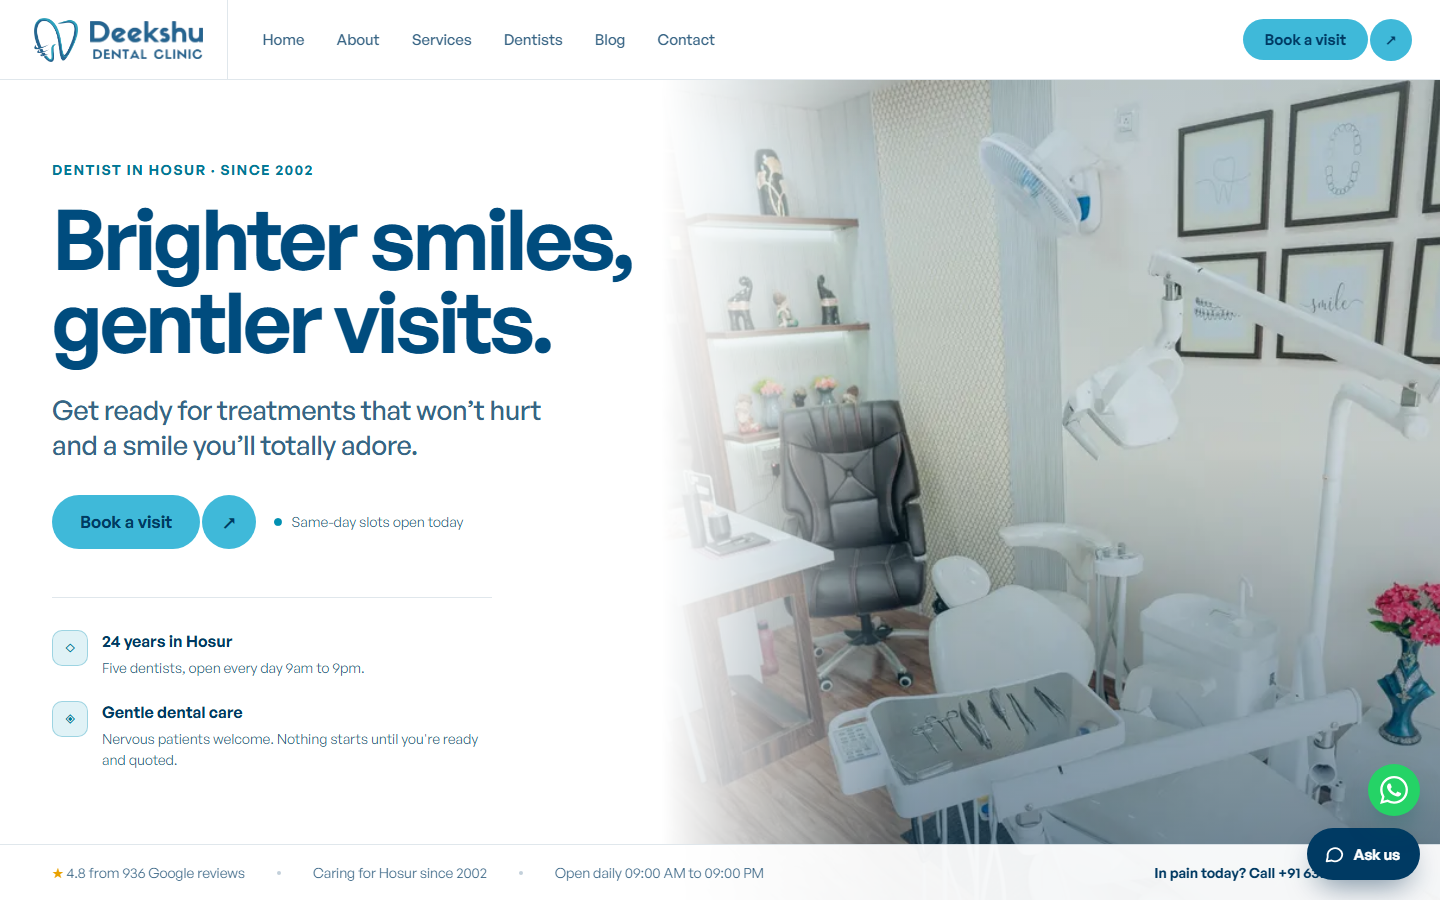 Deekshu
DENTAL CLINIC
Home
About
Services
Dentists
Blog
Contact
Book a visit
DENTIST IN HOSUR · SINCE 2002
Brighter smiles,
gentler visits.
Get ready for treatments that won’t hurt
and a smile you’ll totally adore.
Book a visit
Same-day slots open today
24 years in Hosur
Five dentists, open every day 9am to 9pm.
Gentle dental care
Nervous patients welcome. Nothing starts until you're ready
and quoted.
smile
Ask us
★ 4.8 from 936 Google reviews
Caring for Hosur since 2002
Open daily 09:00 AM to 09:00 PM
In pain today? Call +91